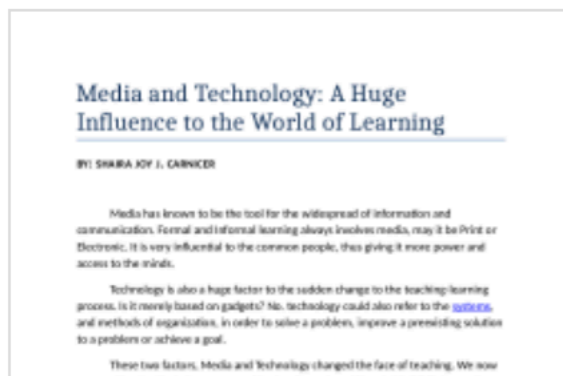 Media and Technology: A Huge
Influence to the World of Learning
BY: SHAIRA JOY J. CARNICER
Media has known to be the tool for the widespread of information and
communication. Formal and Informal learning always involves media, may it be Print or
Electronic. It is very influential to the common people, thus giving it more power and
access to the minds.
Technology is also a huge factor to the sudden change to the teaching-learning
process. Is it merely based on gadgets? No. technology could also refer to the systems,
and methods of organization, in order to solve a problem, improve a preexisting solution
to a problem or achieve a goal.
These two factors, Media and Technology changed the face of teaching. We now